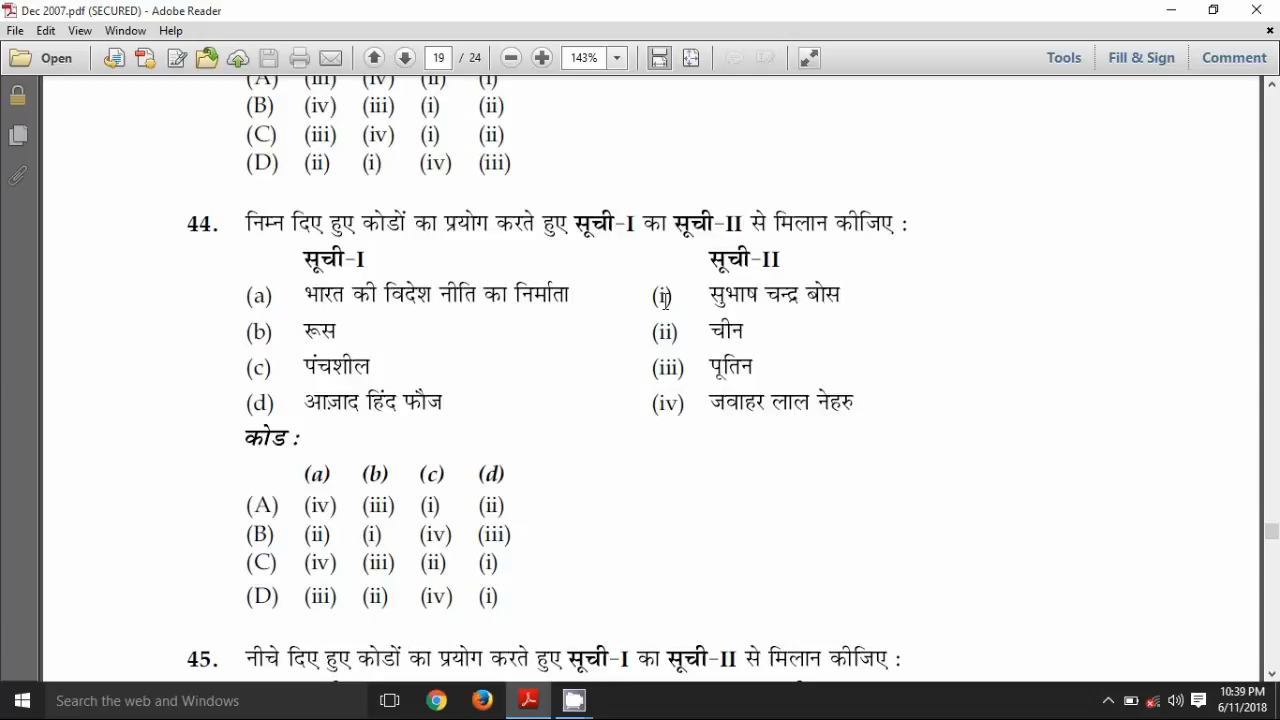 Dec 2007.pdf (SECURED) - Adobe Reader
File Edit View Window Help
Open 19 / 24 143% Tools Fill & Sign Comment
(A) (iii) (iv) (ii) (i)
(B) (iv) (iii) (i) (ii)
(C) (iii) (iv) (i) (ii)
(D) (ii) (i) (iv) (iii)
44. निम्न दिए हुए कोडों का प्रयोग करते हुए सूची-I का सूची-II से मिलान कीजिए :
सूची-I सूची-II
(a) भारत की विदेश नीति का निर्माता (i) सुभाष चन्द्र बोस
(b) रूस (ii) चीन
(c) पंचशील (iii) पूतिन
(d) आज़ाद हिंद फौज (iv) जवाहर लाल नेहरु
कोड :
(a) (b) (c) (d)
(A) (iv) (iii) (i) (ii)
(B) (ii) (i) (iv) (iii)
(C) (iv) (iii) (ii) (i)
(D) (iii) (ii) (iv) (i)
45. नीचे दिए हुए कोडों का प्रयोग करते हुए सूची-I का सूची-II से मिलान कीजिए :
Search the web and Windows
10:39 PM
6/11/2018